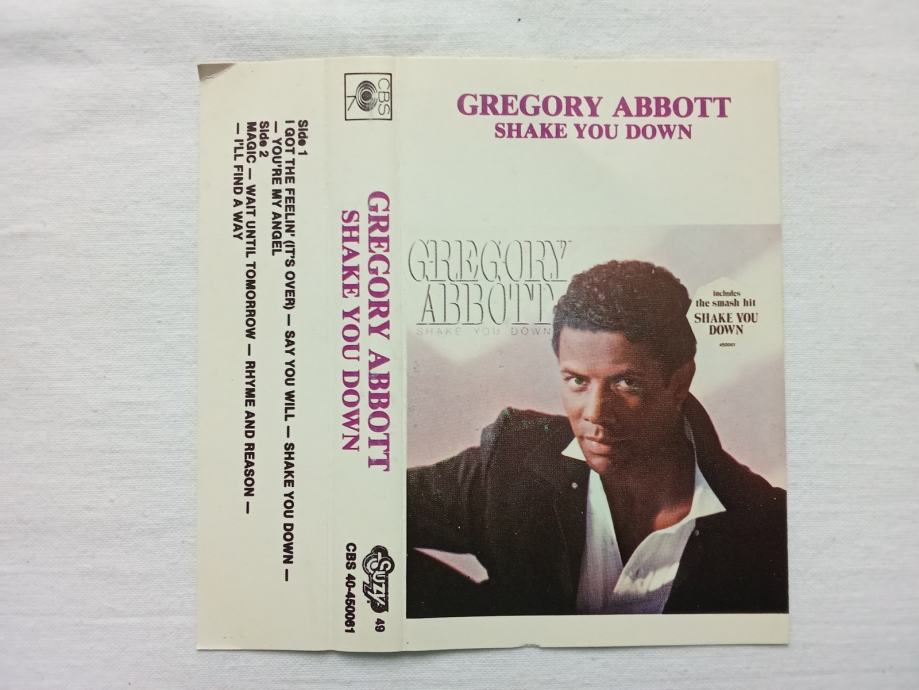 GREGORY ABBOTT
SHAKE YOU DOWN
GREGORY
ABBOTT
SHAKE YOU DOWN
includes
the smash hit
SHAKE YOU
DOWN
450061
CBS
GREGORY ABBOTT
SHAKE YOU DOWN
SUZY
49
CBS 40-450061
Side 1
I GOT THE FEELIN' (IT'S OVER) — SAY YOU WILL — SHAKE YOU DOWN —
— YOU'RE MY ANGEL
Side 2
MAGIC — WAIT UNTIL TOMORROW — RHYME AND REASON —
— I'LL FIND A WAY